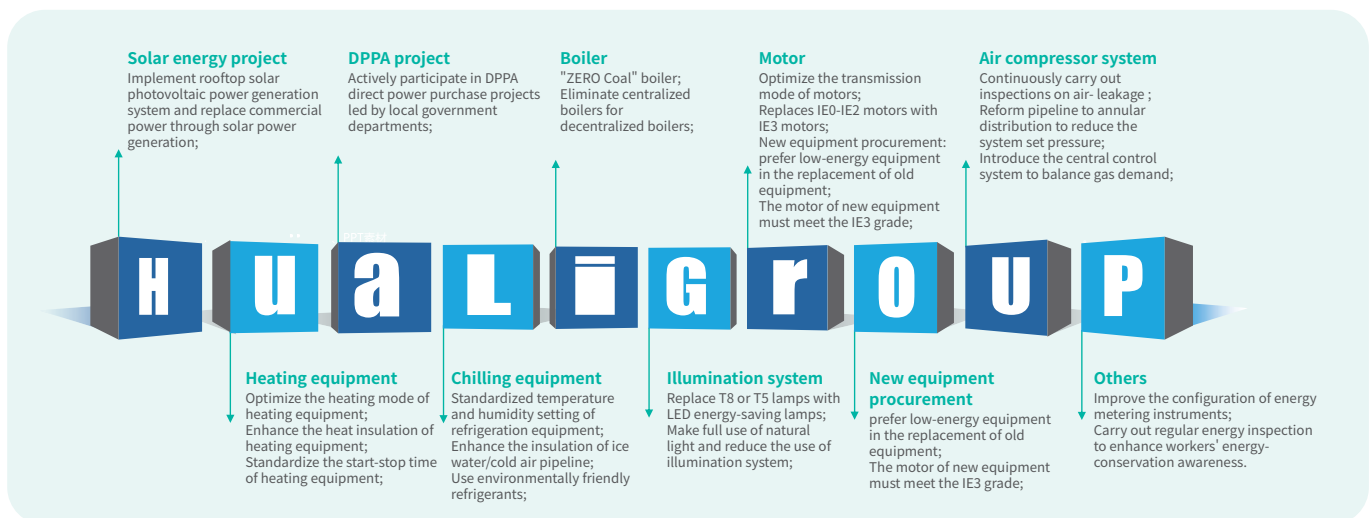 Solar energy project
Implement rooftop solar
photovoltaic power generation
system and replace commercial
power through solar power
generation;
DPPA project
Actively participate in DPPA
direct power purchase projects
led by local government
departments;
Boiler
"ZERO Coal" boiler;
Eliminate centralized
boilers for
decentralized boilers;
Motor
Optimize the transmission
mode of motors;
Replaces IE0-IE2 motors with
IE3 motors;
New equipment procurement:
prefer low-energy equipment
in the replacement of old
equipment;
The motor of new equipment
must meet the IE3 grade;
Air compressor system
Continuously carry out
inspections on air- leakage ;
Reform pipeline to annular
distribution to reduce the
system set pressure;
Introduce the central control
system to balance gas demand;
HuaLiGrOUP
Heating equipment
Optimize the heating mode of
heating equipment;
Enhance the heat insulation of
heating equipment;
Standardize the start-stop time
of heating equipment;
Chilling equipment
Standardized temperature
and humidity setting of
refrigeration equipment;
Enhance the insulation of ice
water/cold air pipeline;
Use environmentally friendly
refrigerants;
Illumination system
Replace T8 or T5 lamps with
LED energy-saving lamps;
Make full use of natural
light and reduce the use of
illumination system;
New equipment
procurement
prefer low-energy equipment
in the replacement of old
equipment;
The motor of new equipment
must meet the IE3 grade;
Others
Improve the configuration of energy
metering instruments;
Carry out regular energy inspection
to enhance workers' energy-
conservation awareness.